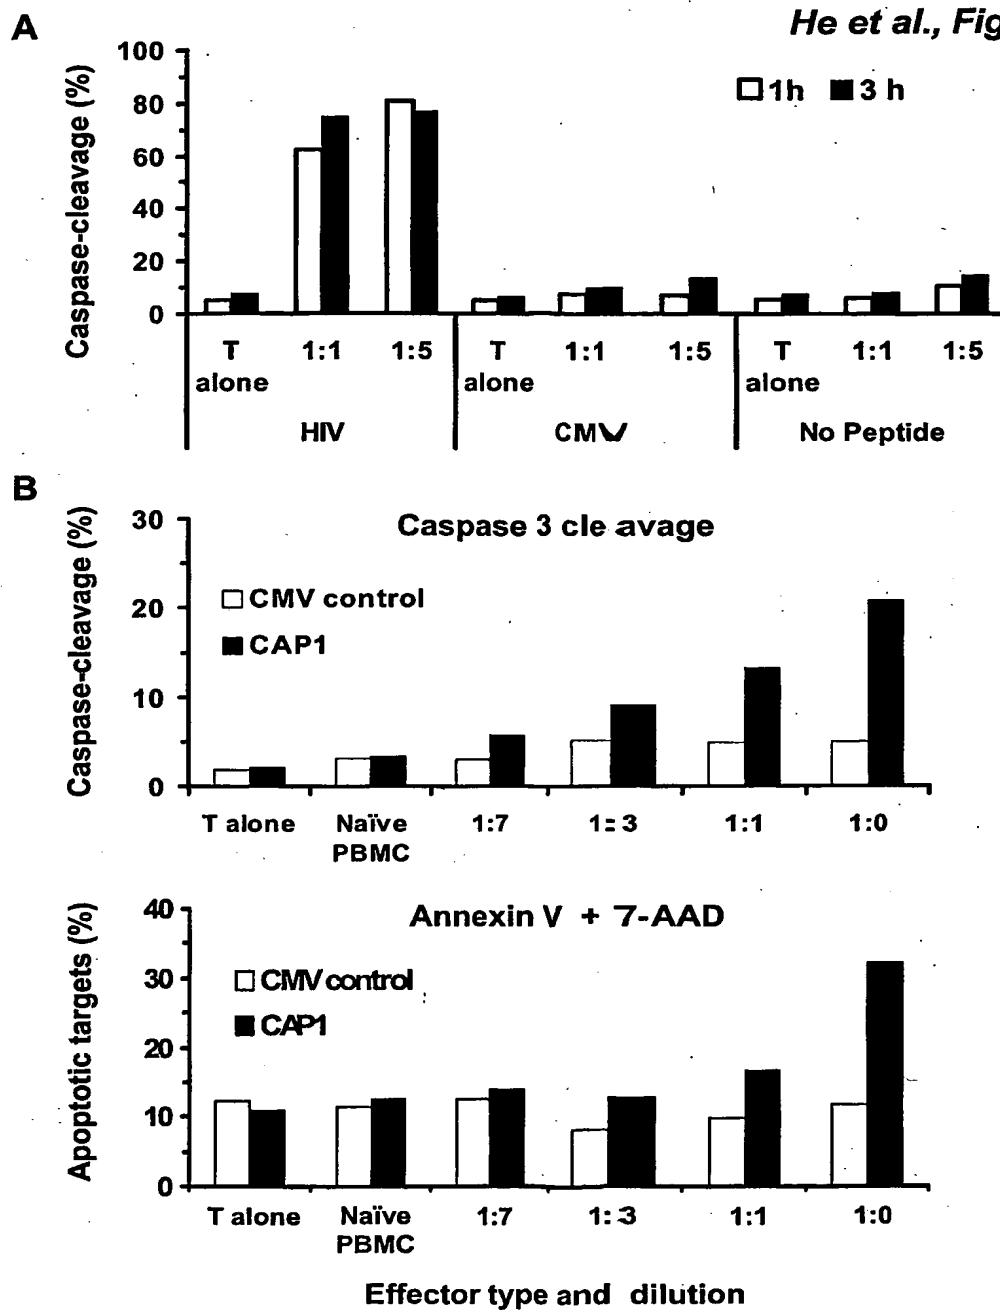 A
He et al., Fig
Caspase-cleavage (%)
100
80
60
40
20
0
1h 3 h
T alone 1:1 1:5 T alone 1:1 1:5 T alone 1:1 1:5
HIV CMV No Peptide
B
Caspase 3 cleavage
Caspase-cleavage (%)
30
20
10
0
CMV control
CAP1
T alone Naïve PBMC 1:7 1:3 1:1 1:0
Annexin V + 7-AAD
Apoptotic targets (%)
40
30
20
10
0
CMV control
CAP1
T alone Naïve PBMC 1:7 1:3 1:1 1:0
Effector type and dilution